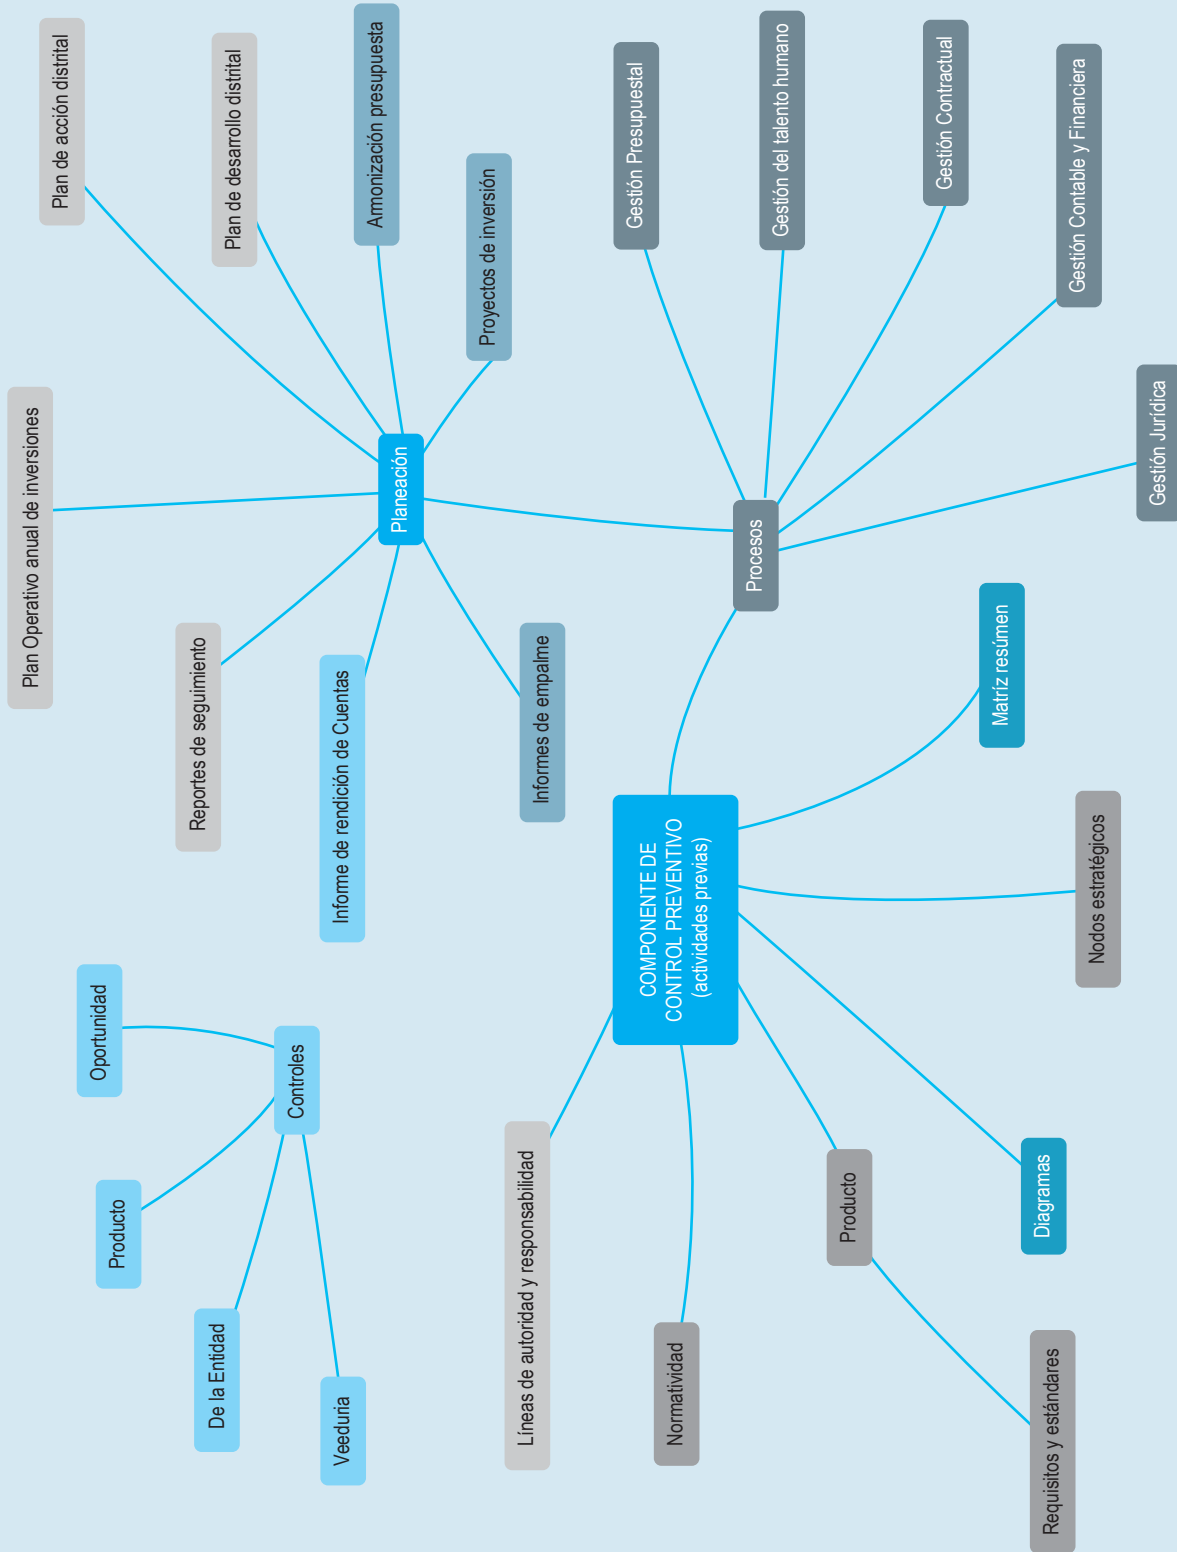 Requisitos y estándares
Veeduria
De la Entidad
Producto
Oportunidad
Controles
Líneas de autoridad y responsabilidad
Normatividad
Producto
Diagramas
COMPONENTE DE
CONTROL PREVENTIVO
(actividades previas)
Nodos estratégicos
Matríz resúmen
Plan Operativo anual de inversiones
Reportes de seguimiento
Informe de rendición de Cuentas
Informes de empalme
Planeación
Plan de acción distrital
Plan de desarrollo distrital
Armonización presupuesta
Proyectos de inversión
Procesos
Gestión Presupuestal
Gestión del talento humano
Gestión Contractual
Gestión Contable y Financiera
Gestión Jurídica